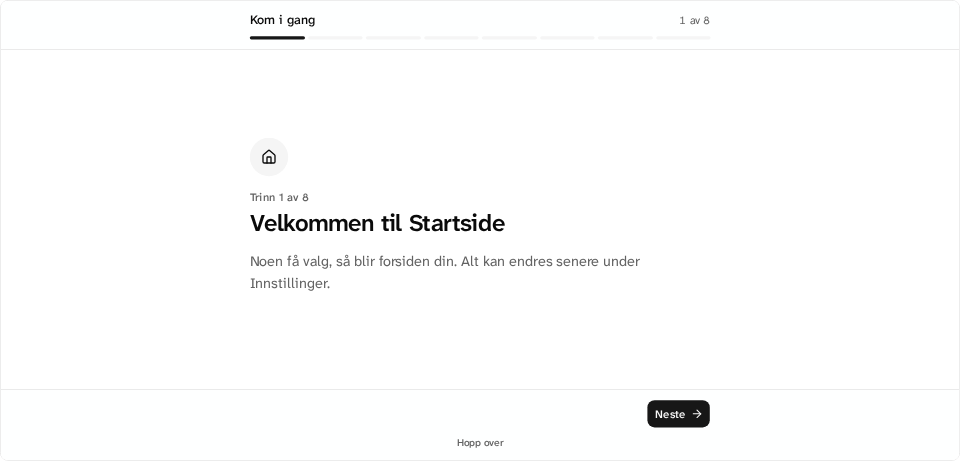 Kom i gang
1 av 8
Trinn 1 av 8
Velkommen til Startside
Noen få valg, så blir forsiden din. Alt kan endres senere under
Innstillinger.
Neste
Hopp over